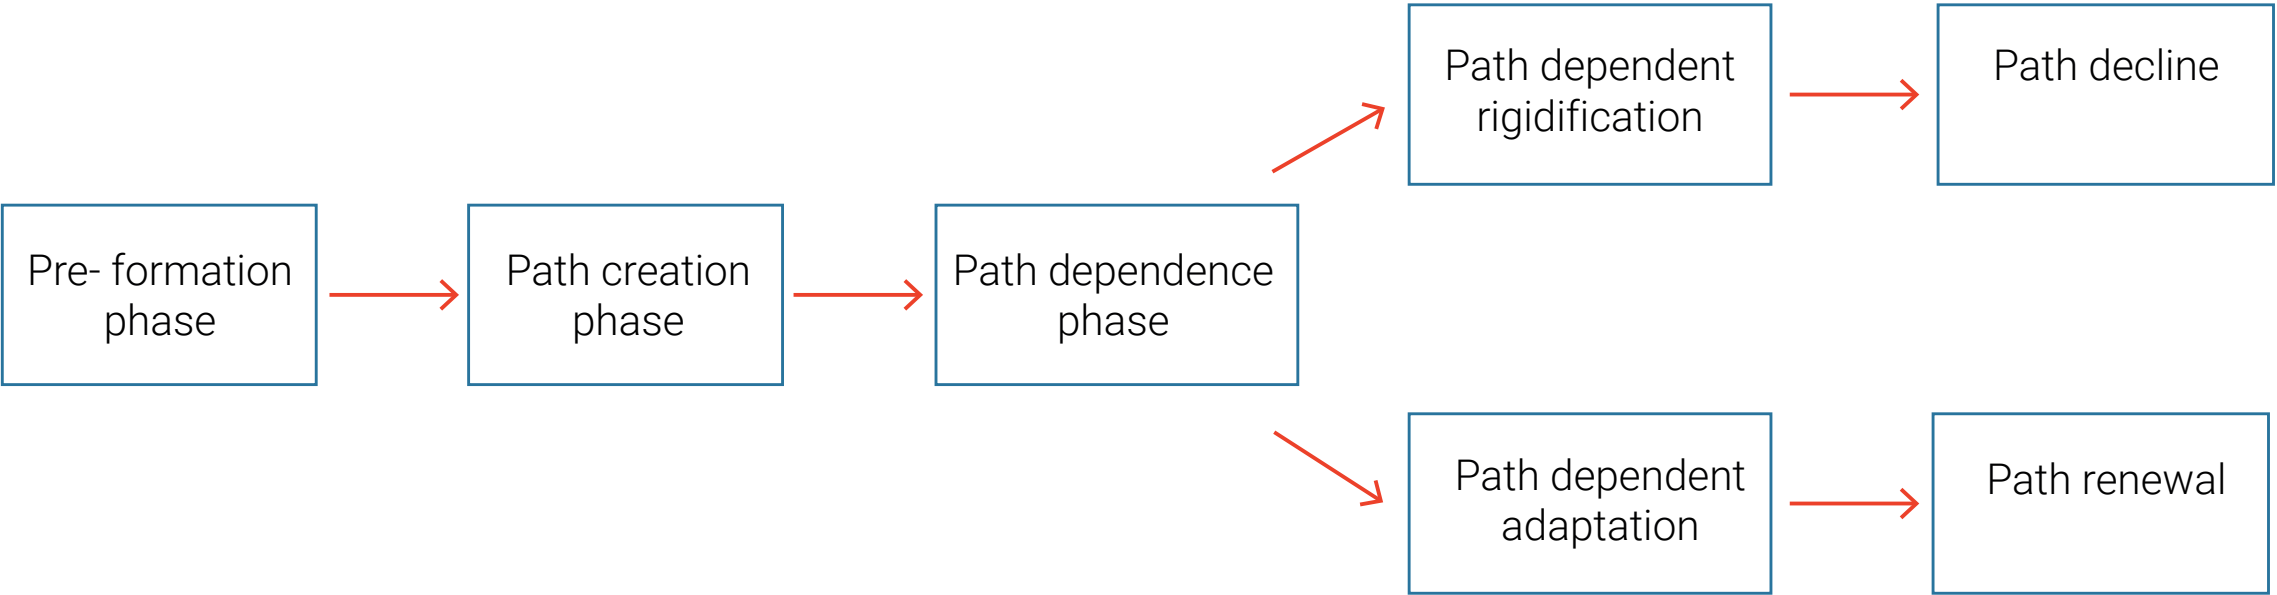 Pre- formation
phase
Path creation
phase
Path dependence
phase
Path dependent
rigidification
Path decline
Path dependent
adaptation
Path renewal